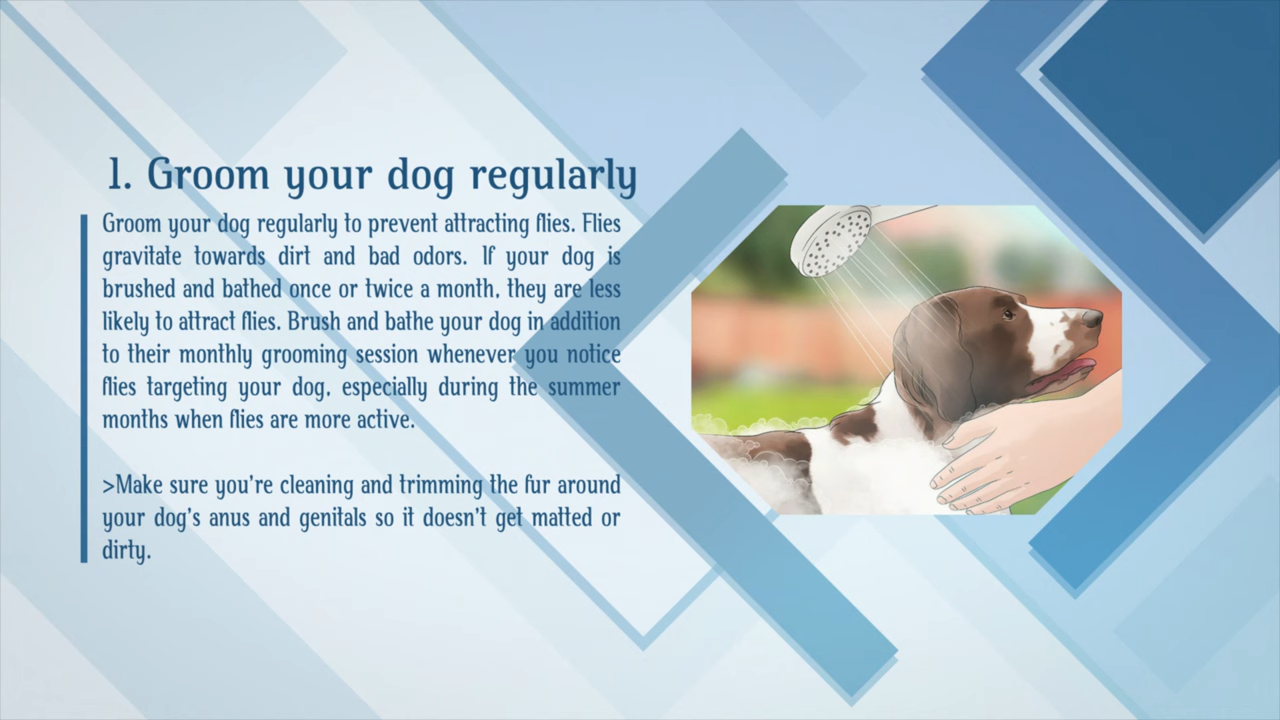 1. Groom your dog regularly
Groom your dog regularly to prevent attracting flies. Flies
gravitate towards dirt and bad odors. If your dog is
brushed and bathed once or twice a month, they are less
likely to attract flies. Brush and bathe your dog in addition
to their monthly grooming session whenever you notice
flies targeting your dog, especially during the summer
months when flies are more active.
>Make sure you're cleaning and trimming the fur around
your dog's anus and genitals so it doesn't get matted or
dirty.